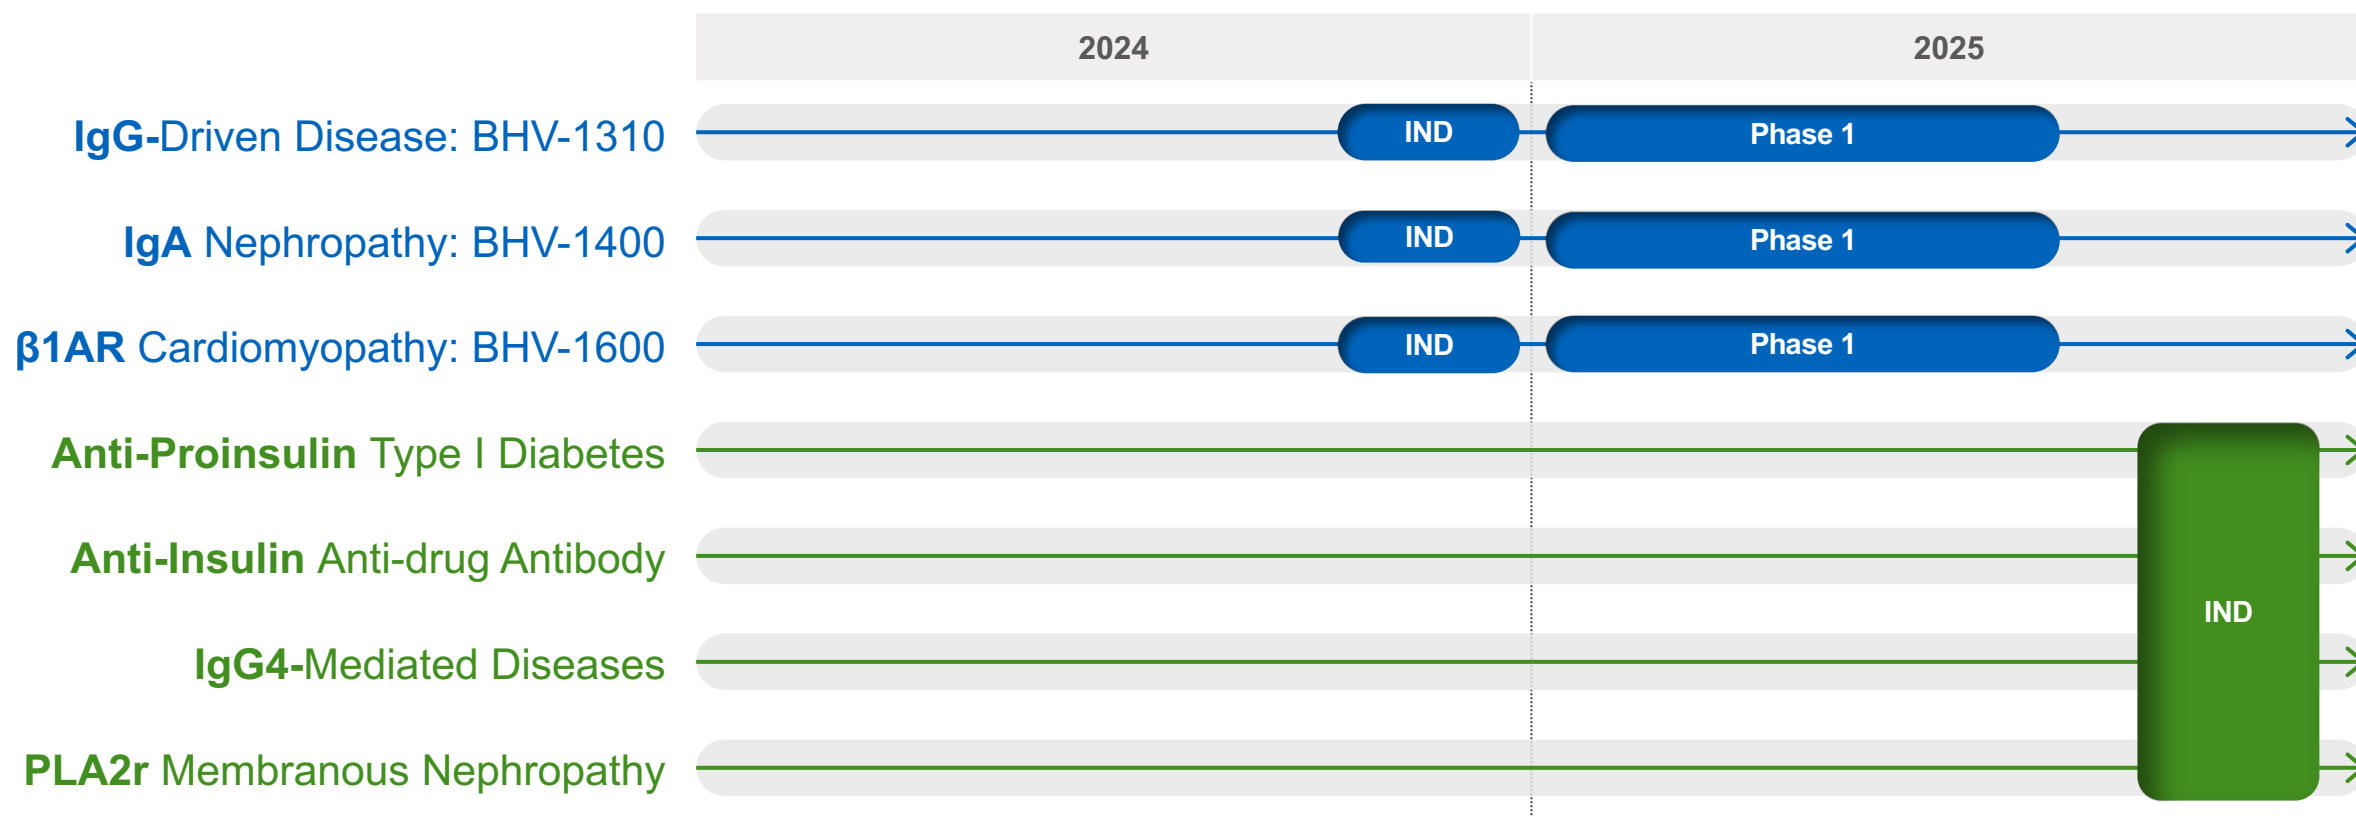 2024 2025
IgG-Driven Disease: BHV-1310 IND Phase 1
IgA Nephropathy: BHV-1400 IND Phase 1
β1AR Cardiomyopathy: BHV-1600 IND Phase 1
Anti-Proinsulin Type I Diabetes
Anti-Insulin Anti-drug Antibody
IND
IgG4-Mediated Diseases
PLA2r Membranous Nephropathy